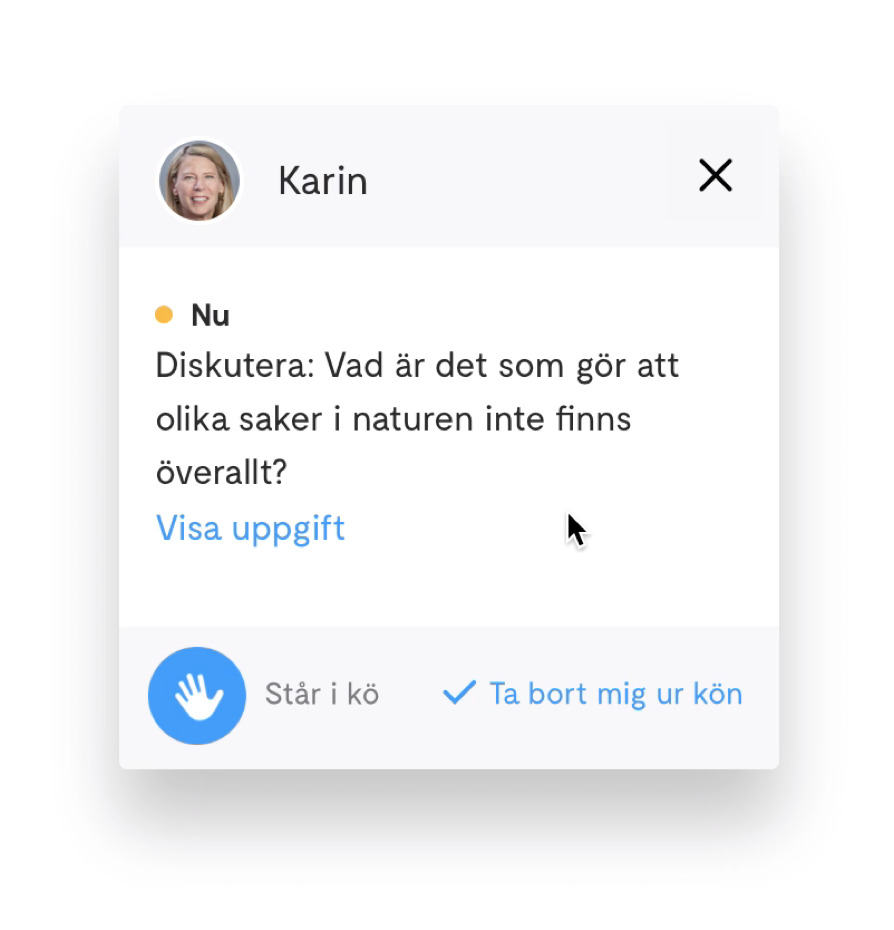 Karin
Nu
Diskutera: Vad är det som gör att
olika saker i naturen inte finns
överallt?
Visa uppgift
Står i kö
Ta bort mig ur kön